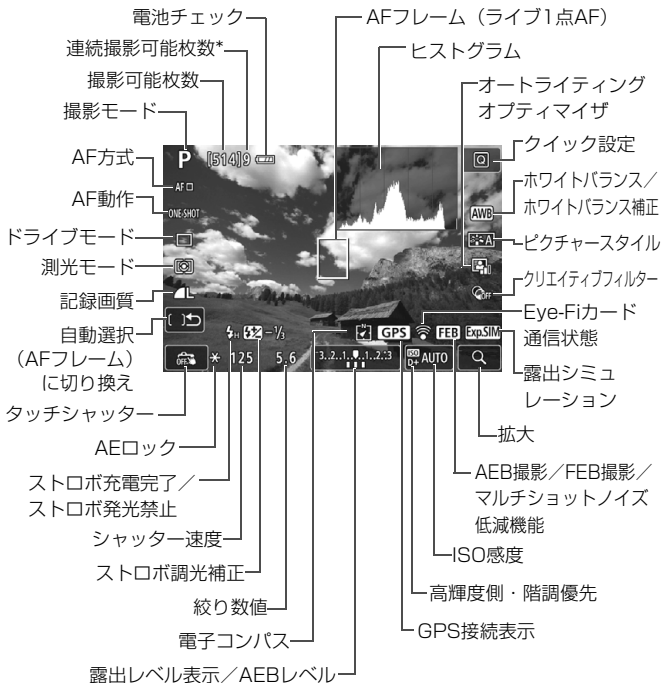 電池チェック
連続撮影可能枚数*
撮影可能枚数
撮影モード
AF方式
AF動作
ドライブモード
測光モード
記録画質
自動選択
（AFフレーム）
に切り換え
タッチシャッター
AEロック
ストロボ充電完了／
ストロボ発光禁止
シャッター速度
ストロボ調光補正
絞り数値
電子コンパス
露出レベル表示／AEBレベル
AFフレーム（ライブ1点AF）
ヒストグラム
オートライティング
オプティマイザ
クイック設定
ホワイトバランス／
ホワイトバランス補正
ピクチャースタイル
クリエイティブフィルター
Eye-Fiカード
通信状態
露出シミュ
レーション
拡大
AEB撮影／FEB撮影／
マルチショットノイズ
低減機能
ISO感度
高輝度側・階調優先
GPS接続表示
P [514] 9
AF
ONE SHOT
L
Q
AWB
A
OFF
H -1/3 GPS FEB Exp.SIM
OFF 125 5.6 3..2..1..1..2..3 ISO D+ AUTO